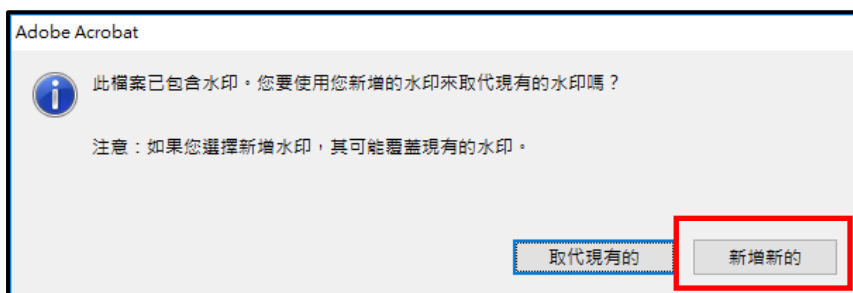 Adobe Acrobat
此檔案已包含水印。您要使用您新增的水印來取代現有的水印嗎？
注意：如果您選擇新增水印，其可能覆蓋現有的水印。
取代現有的
新增新的